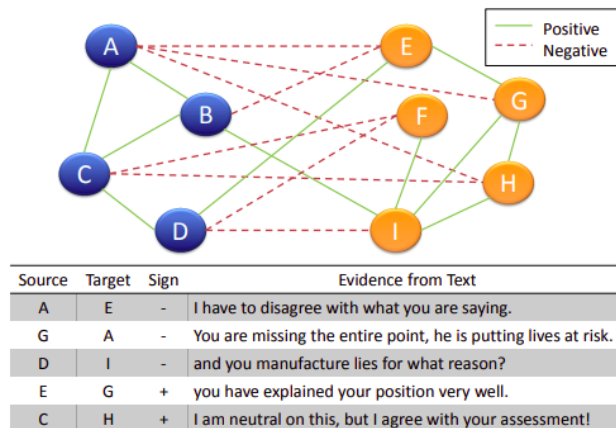 A
E
Positive
Negative
G
B
F
C
H
D
I
Source Target Sign Evidence from Text
A E - I have to disagree with what you are saying.
G A - You are missing the entire point, he is putting lives at risk.
D I - and you manufacture lies for what reason?
E G + you have explained your position very well.
C H + I am neutral on this, but I agree with your assessment!